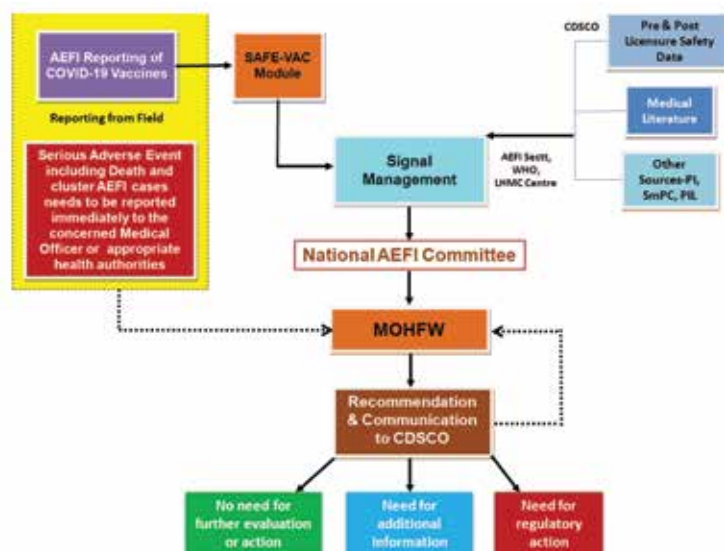 AEFI Reporting of
COVID-19 Vaccines
Reporting from Field
Serious Adverse Event
including Death and
cluster AEFI cases
needs to be reported
immediately to the
concerned Medical
Officer or appropriate
health authorities
SAFE-VAC
Module
CDSCO
Pre & Post
Licensure Safety
Data
Medical
Literature
Other
Sources-PI,
SmPC, PIL
AEFI Sectt,
WHO,
LHMC Centre
Signal
Management
National AEFI Committee
MOHFW
Recommendation
& Communication
to CDSCO
No need for
further evaluation
or action
Need for
additional
Information
Need for
regulatory
action